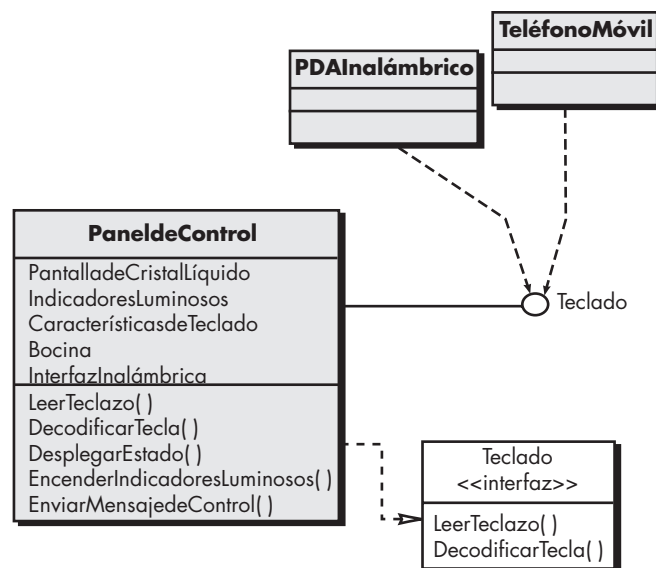 TeléfonoMóvil
PDAInalámbrico
PaneldeControl
PantalladeCristalLíquido
IndicadoresLuminosos
CaracterísticasdeTeclado
Bocina
InterfazInalámbrica
LeerTeclazo( )
DecodificarTecla( )
DesplegarEstado( )
EncenderIndicadoresLuminosos( )
EnviarMensajedeControl( )
Teclado
Teclado
<<interfaz>>
LeerTeclazo( )
DecodificarTecla( )